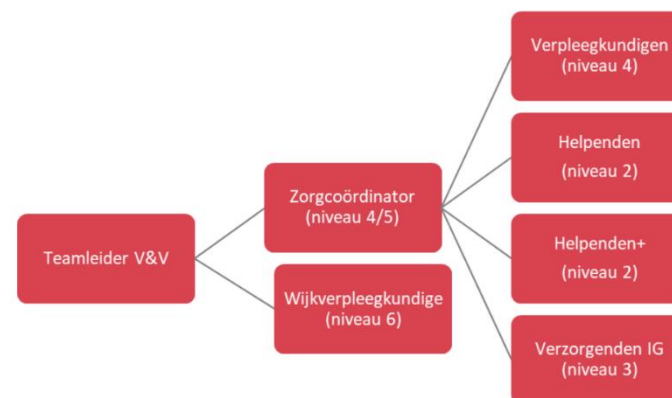 Teamleider V&V
Zorgcoördinator
(niveau 4/5)
Wijkverpleegkundige
(niveau 6)
Verpleegkundigen
(niveau 4)
Helpenden
(niveau 2)
Helpenden+
(niveau 2)
Verzorgenden IG
(niveau 3)